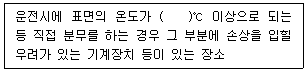 운전시에 표면의 온도가 (   )℃ 이상으로 되는
등 직접 분무를 하는 경우 그 부분에 손상을 입힐
우려가 있는 기계장치 등이 있는 장소